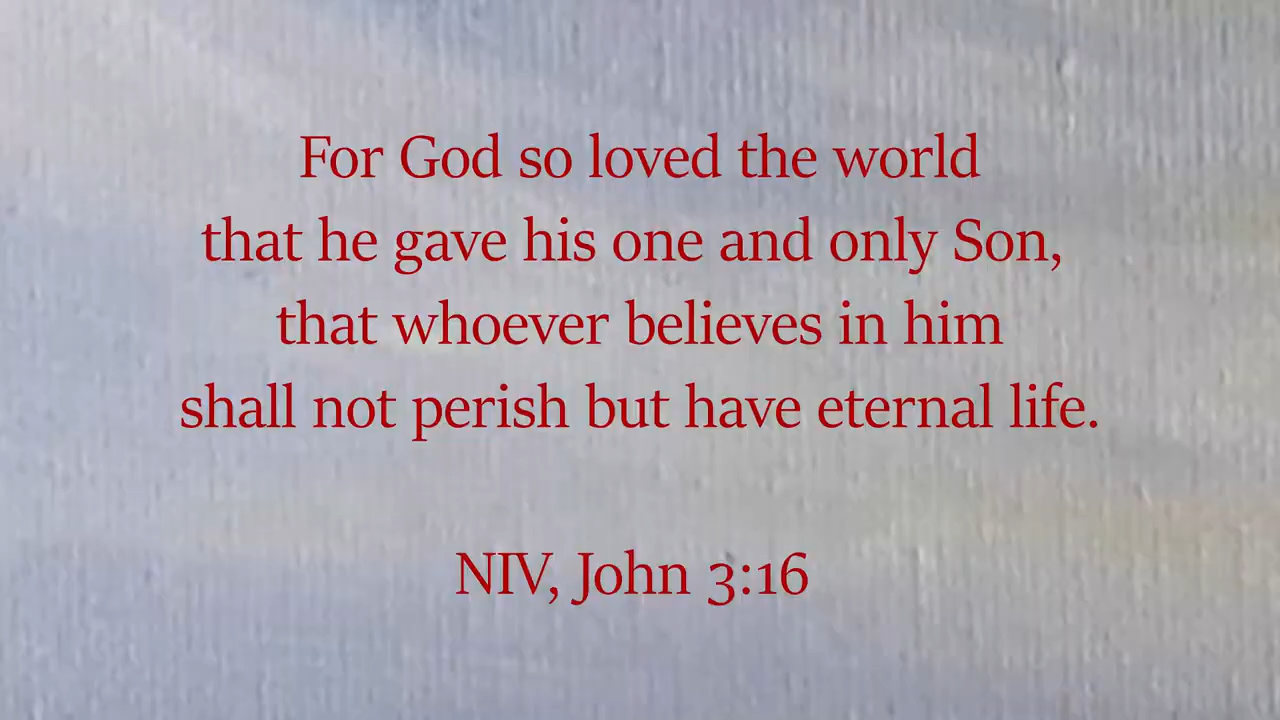 For God so loved the world
that he gave his one and only Son,
that whoever believes in him
shall not perish but have eternal life.
NIV, John 3:16